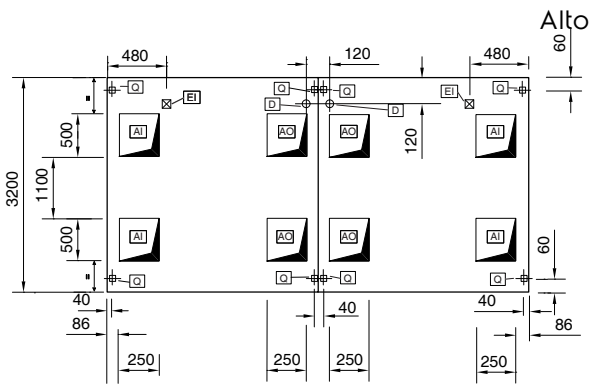 Alto
480 120 480 60
Q Q Q Q
EI EI
D D
500 AI AO AO AI 120
3200 1100
500 AI AO AO AI 60
Q Q Q Q
40 40 40
86 86
250 250 250 250